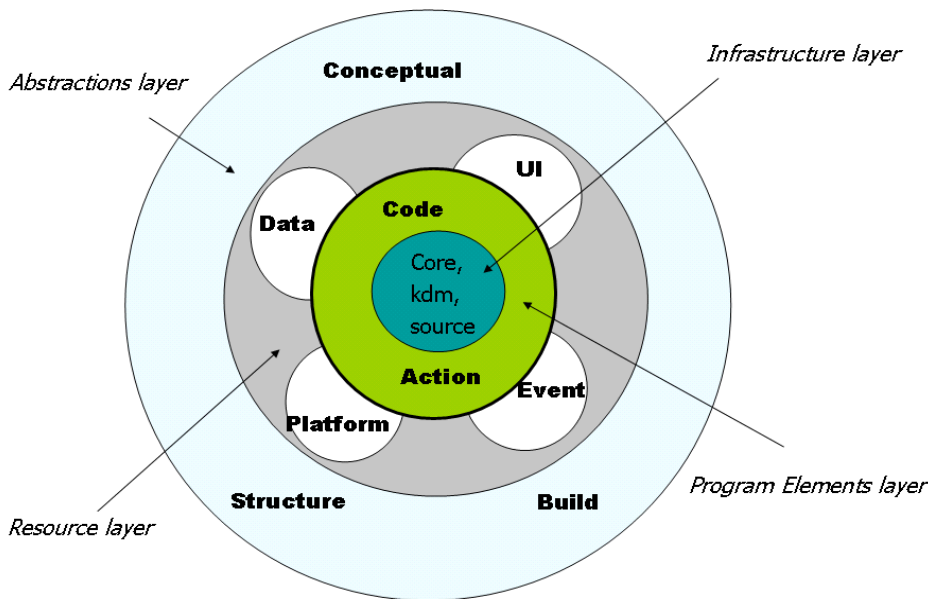 Infrastructure layer
Conceptual
Abstractions layer
UI
Data
Code
Core,
kdm,
source
Action
Event
Platform
Program Elements layer
Structure
Build
Resource layer